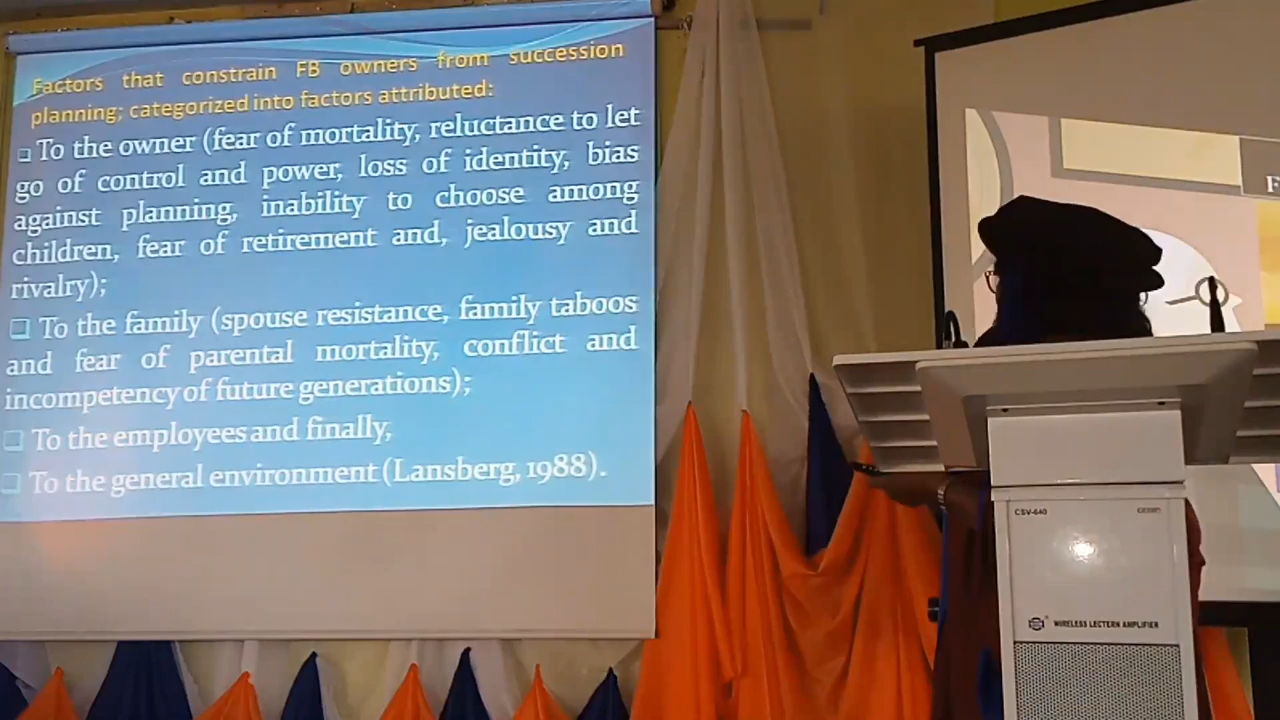 Factors that constrain FB owners from succession
planning; categorized into factors attributed:
To the owner (fear of mortality, reluctance to let
go of control and power, loss of identity, bias
against planning, inability to choose among
children, fear of retirement and, jealousy and
rivalry);
To the family (spouse resistance, family taboos
and fear of parental mortality, conflict and
incompetency of future generations);
To the employees and finally,
To the general environment (Lansberg, 1988).
F
CSV-640
WIRELESS LECTERN AMPLIFIER